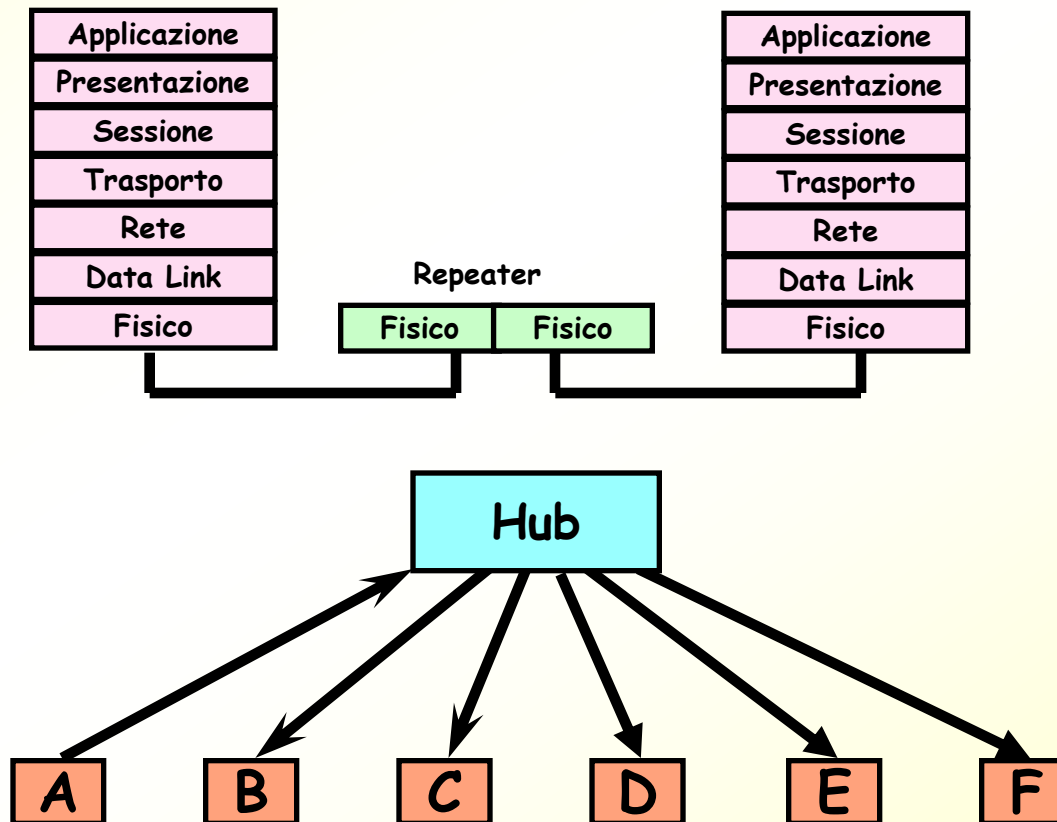 Applicazione
Presentazione
Sessione
Trasporto
Rete
Data Link
Fisico
Repeater
Fisico Fisico
Applicazione
Presentazione
Sessione
Trasporto
Rete
Data Link
Fisico
Hub
A B C D E F